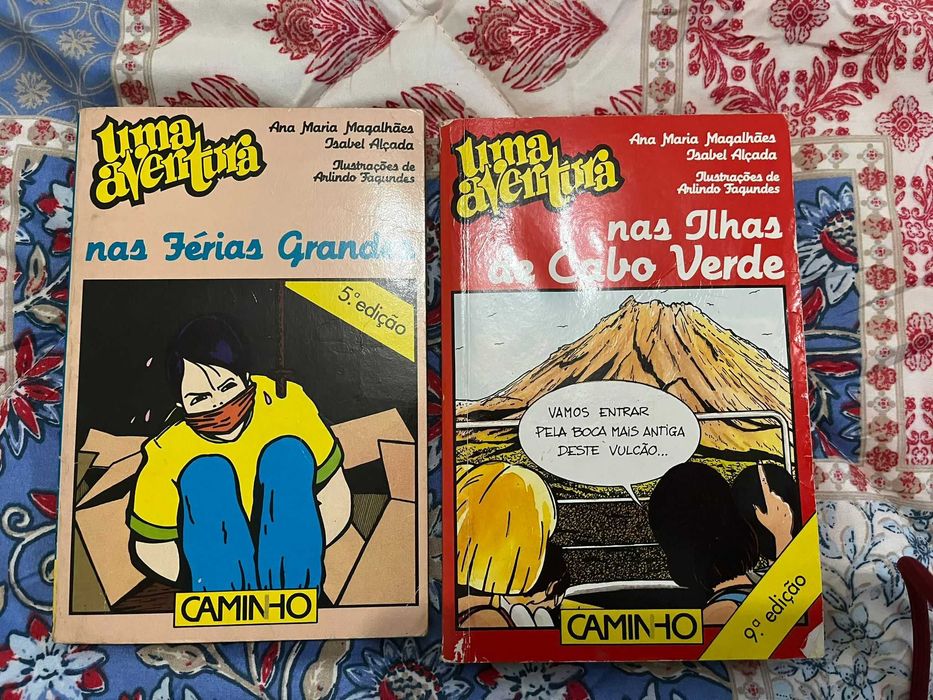 uma
aventura
Ana Maria Magalhães
Isabel Alçada
Ilustrações de
Arlindo Fagundes
nas Férias Grandes
5.ª edição
CAMINHO
uma
aventura
Ana Maria Magalhães
Isabel Alçada
Ilustrações de
Arlindo Fagundes
nas Ilhas
de Cabo Verde
VAMOS ENTRAR
PELA BOCA MAIS ANTIGA
DESTE VULCÃO...
9.ª edição
CAMINHO